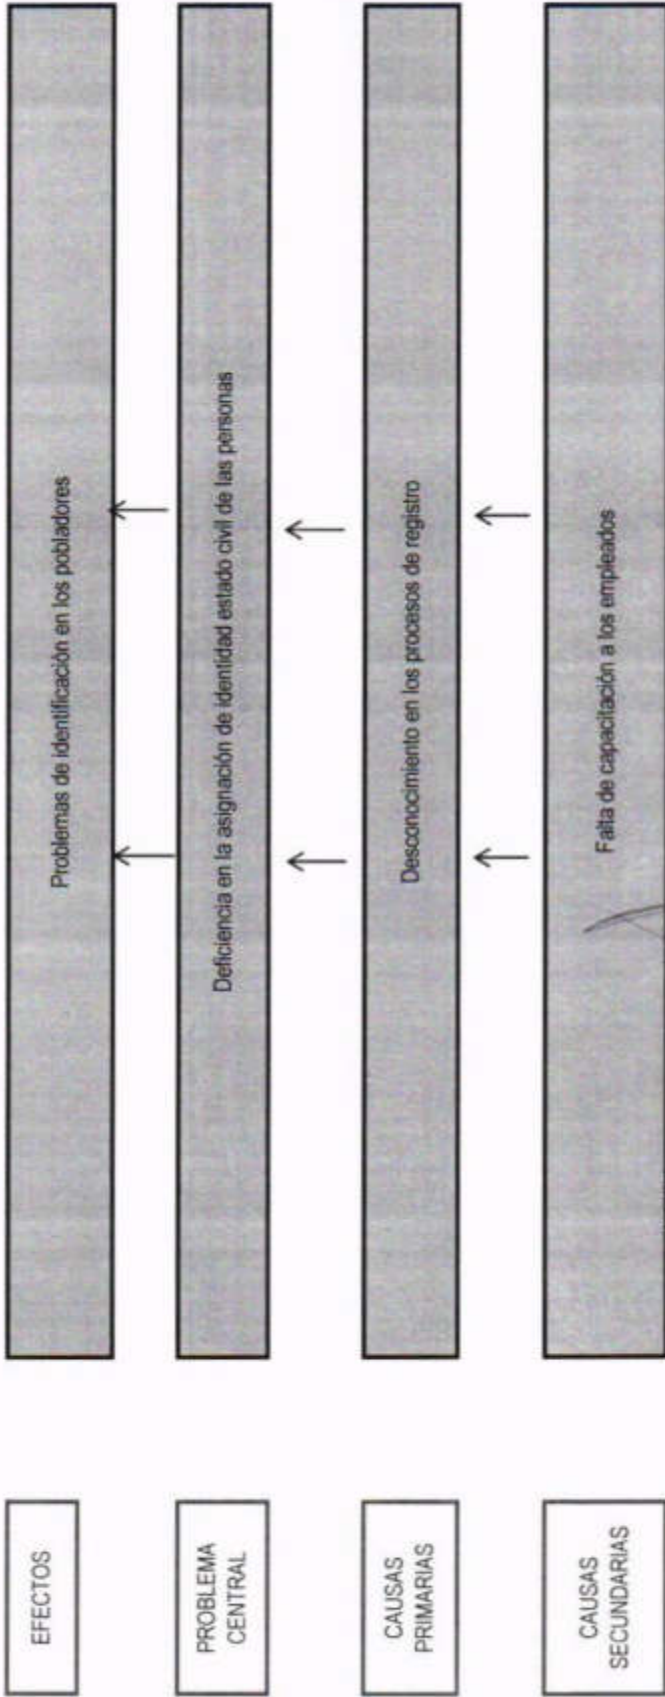 EFECTOS
Problemas de identificación en los pobladores
PROBLEMA
CENTRAL
Deficiencia en la asignación de identidad estado civil de las personas
CAUSAS
PRIMARIAS
Desconocimiento en los procesos de registro
CAUSAS
SECUNDARIAS
Falta de capacitación a los empleados